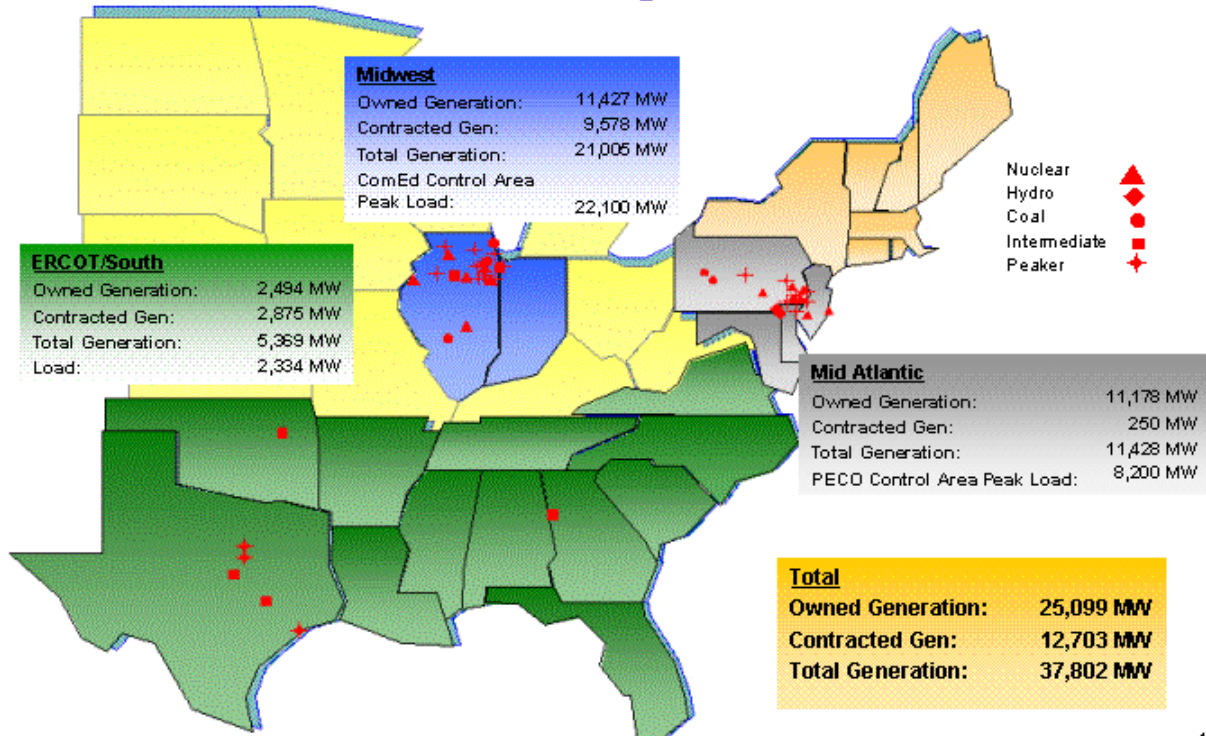 Midwest
Owned Generation: 11,427 MW
Contracted Gen: 9,578 MW
Total Generation: 21,005 MW
ComEd Control Area
Peak Load: 22,100 MW
Nuclear
Hydro
Coal
Intermediate
Peaker
ERCOT/South
Owned Generation: 2,494 MW
Contracted Gen: 2,875 MW
Total Generation: 5,369 MW
Load: 2,334 MW
Mid Atlantic
Owned Generation: 11,178 MW
Contracted Gen: 250 MW
Total Generation: 11,428 MW
PECO Control Area Peak Load: 8,200 MW
Total
Owned Generation: 25,099 MW
Contracted Gen: 12,703 MW
Total Generation: 37,802 MW